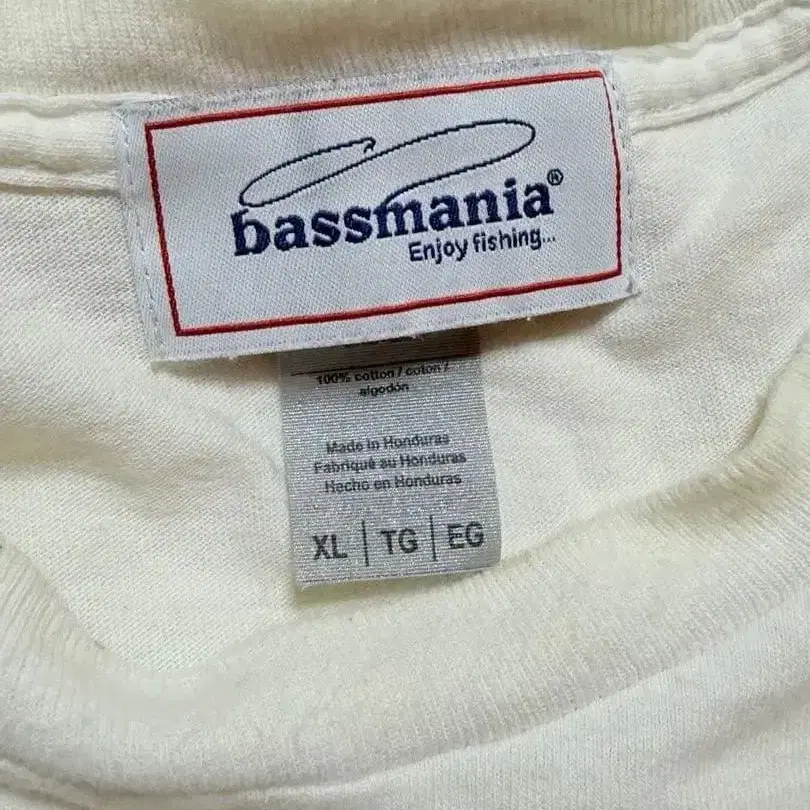 bassmania®
Enjoy fishing...
100% cotton / coton /
algodón
Made in Honduras
Fabriqué au Honduras
Hecho en Honduras
XL | TG | EG